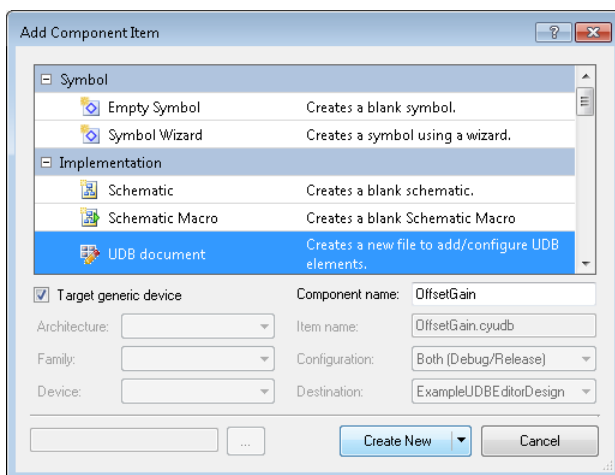 Add Component Item
Symbol
Empty Symbol Creates a blank symbol.
Symbol Wizard Creates a symbol using a wizard.
Implementation
Schematic Creates a blank schematic.
Schematic Macro Creates a blank Schematic Macro
UDB document Creates a new file to add/configure UDB
elements.
Target generic device Component name: OffsetGain
Architecture: Item name: OffsetGain.cyudb
Family: Configuration: Both (Debug/Release)
Device: Destination: ExampleUDBEditorDesign
... Create New Cancel